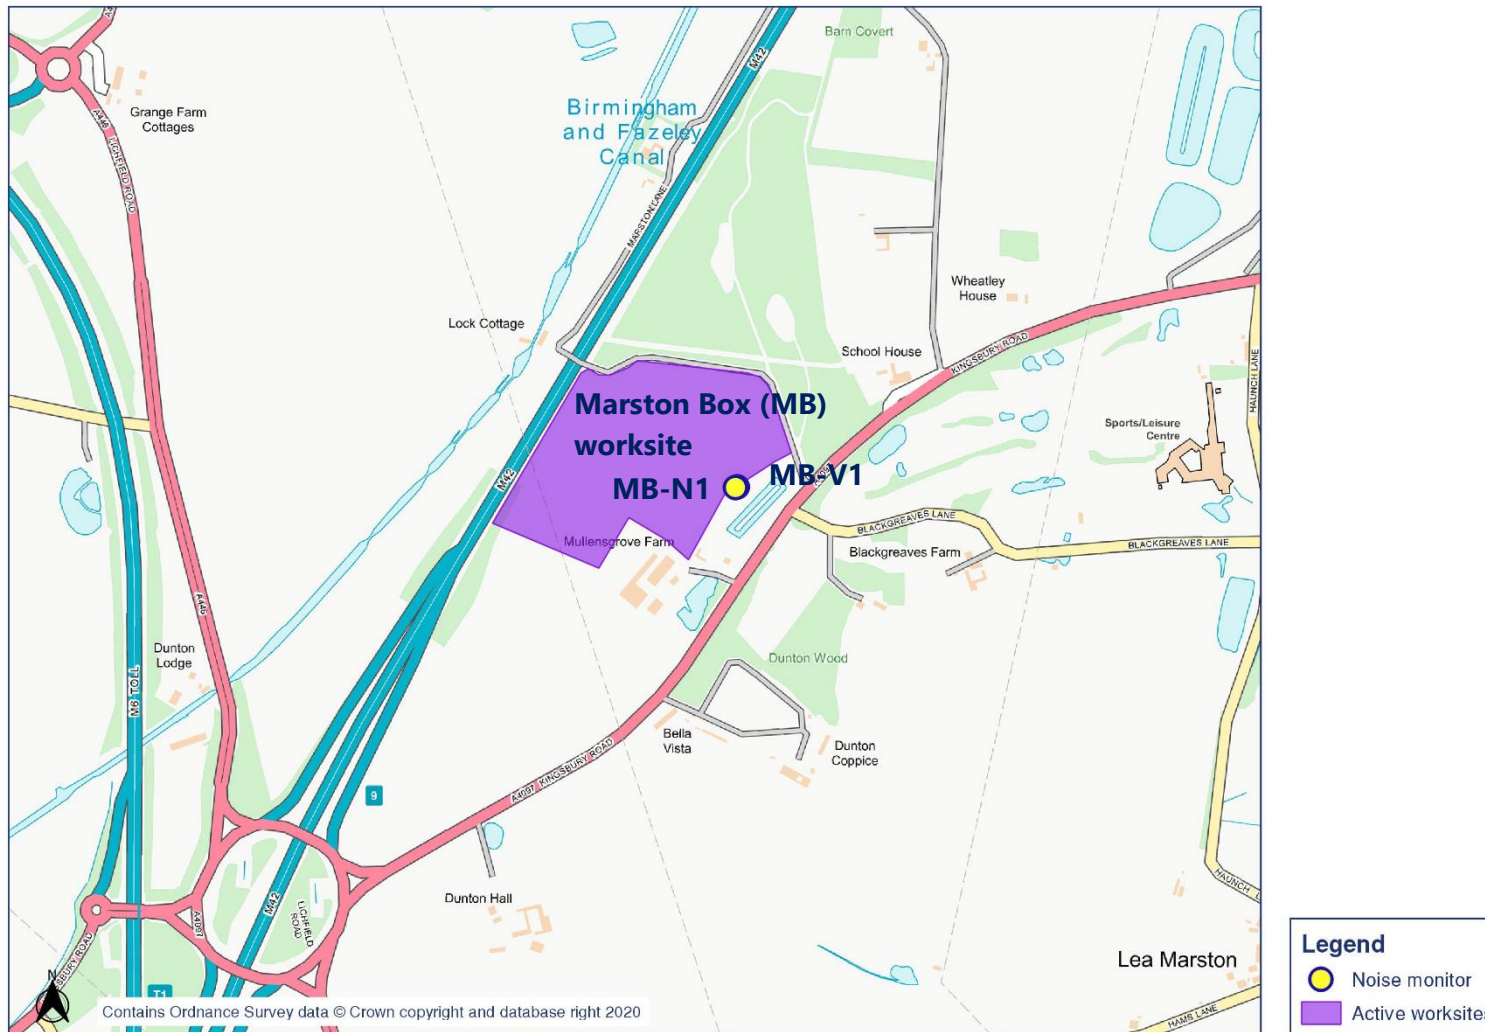 Barn Covert
M42
A446
Birmingham
and Fazeley
Canal
Grange Farm
Cottages
A446 LICHFIELD ROAD
MARSTON LANE
Wheatley
House
Lock Cottage
School House
KINGSBURY ROAD
HAUNCH LANE
Marston Box (MB)
worksite
Sports/Leisure
Centre
M42
MB-N1
MB-V1
Mullensgrove Farm
BLACKGREAVES LANE
BLACKGREAVES LANE
Blackgreaves Farm
A446
Dunton
Lodge
Dunton Wood
M6 TOLL
Bella
Vista
Dunton
Coppice
A4097 KINGSBURY ROAD
9
HAUNCH
Dunton Hall
M42
LICHFIELD
ROAD
A4097
Lea Marston
Legend
Noise monitor
Active worksites
N
T1
HAMS LANE
Contains Ordnance Survey data © Crown copyright and database right 2020